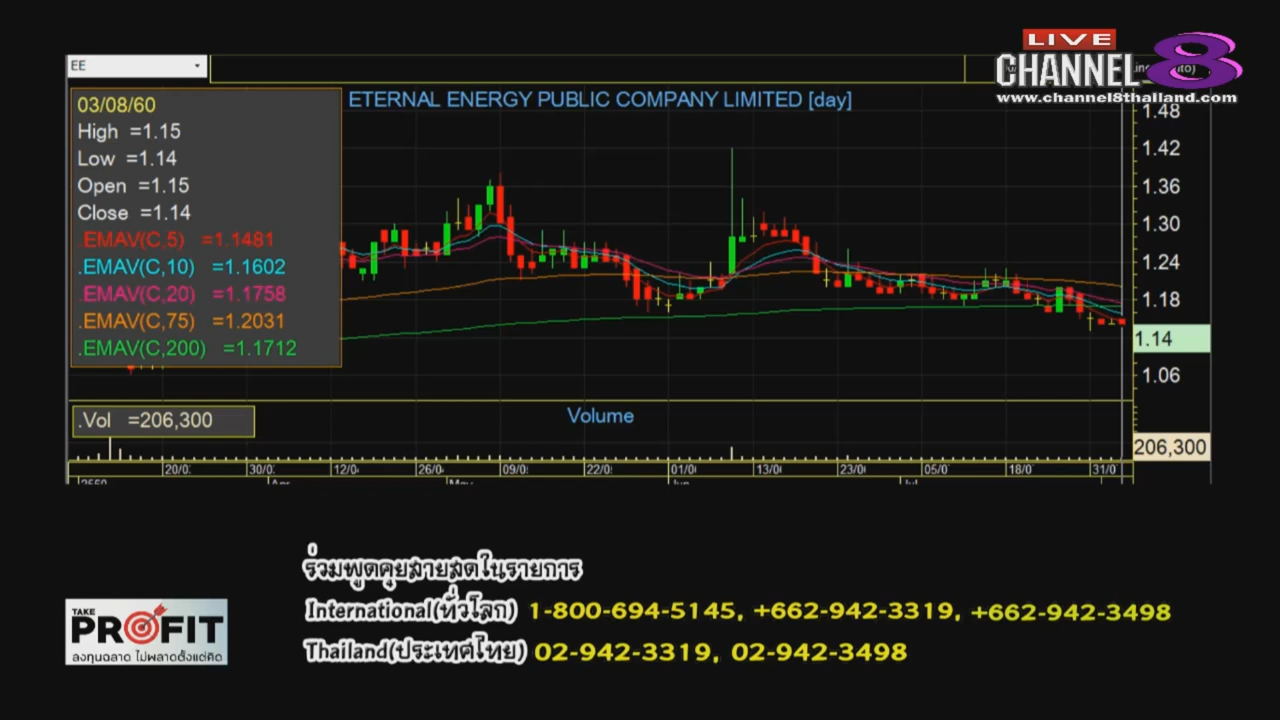 LIVE
CHANNEL 8
www.channel8thailand.com
EE
03/08/60
High =1.15
Low =1.14
Open =1.15
Close =1.14
.EMAV(C,5) =1.1481
.EMAV(C,10) =1.1602
.EMAV(C,20) =1.1758
.EMAV(C,75) =1.2031
.EMAV(C,200) =1.1712
ETERNAL ENERGY PUBLIC COMPANY LIMITED [day]
1.48
1.42
1.36
1.30
1.24
1.18
1.14
1.06
.Vol =206,300
Volume
206,300
20/0 30/0 12/0 26/0 09/0 22/0 01/0 13/0 23/0 05/0 18/0 31/0
ร่วมพูดคุยสายสดในรายการ
International(ทั่วโลก) 1-800-694-5145, +662-942-3319, +662-942-3498
Thailand(ประเทศไทย) 02-942-3319, 02-942-3498
TAKE
PROFIT
ลงทุนฉลาด ไม่พลาดตั้งแต่คิด